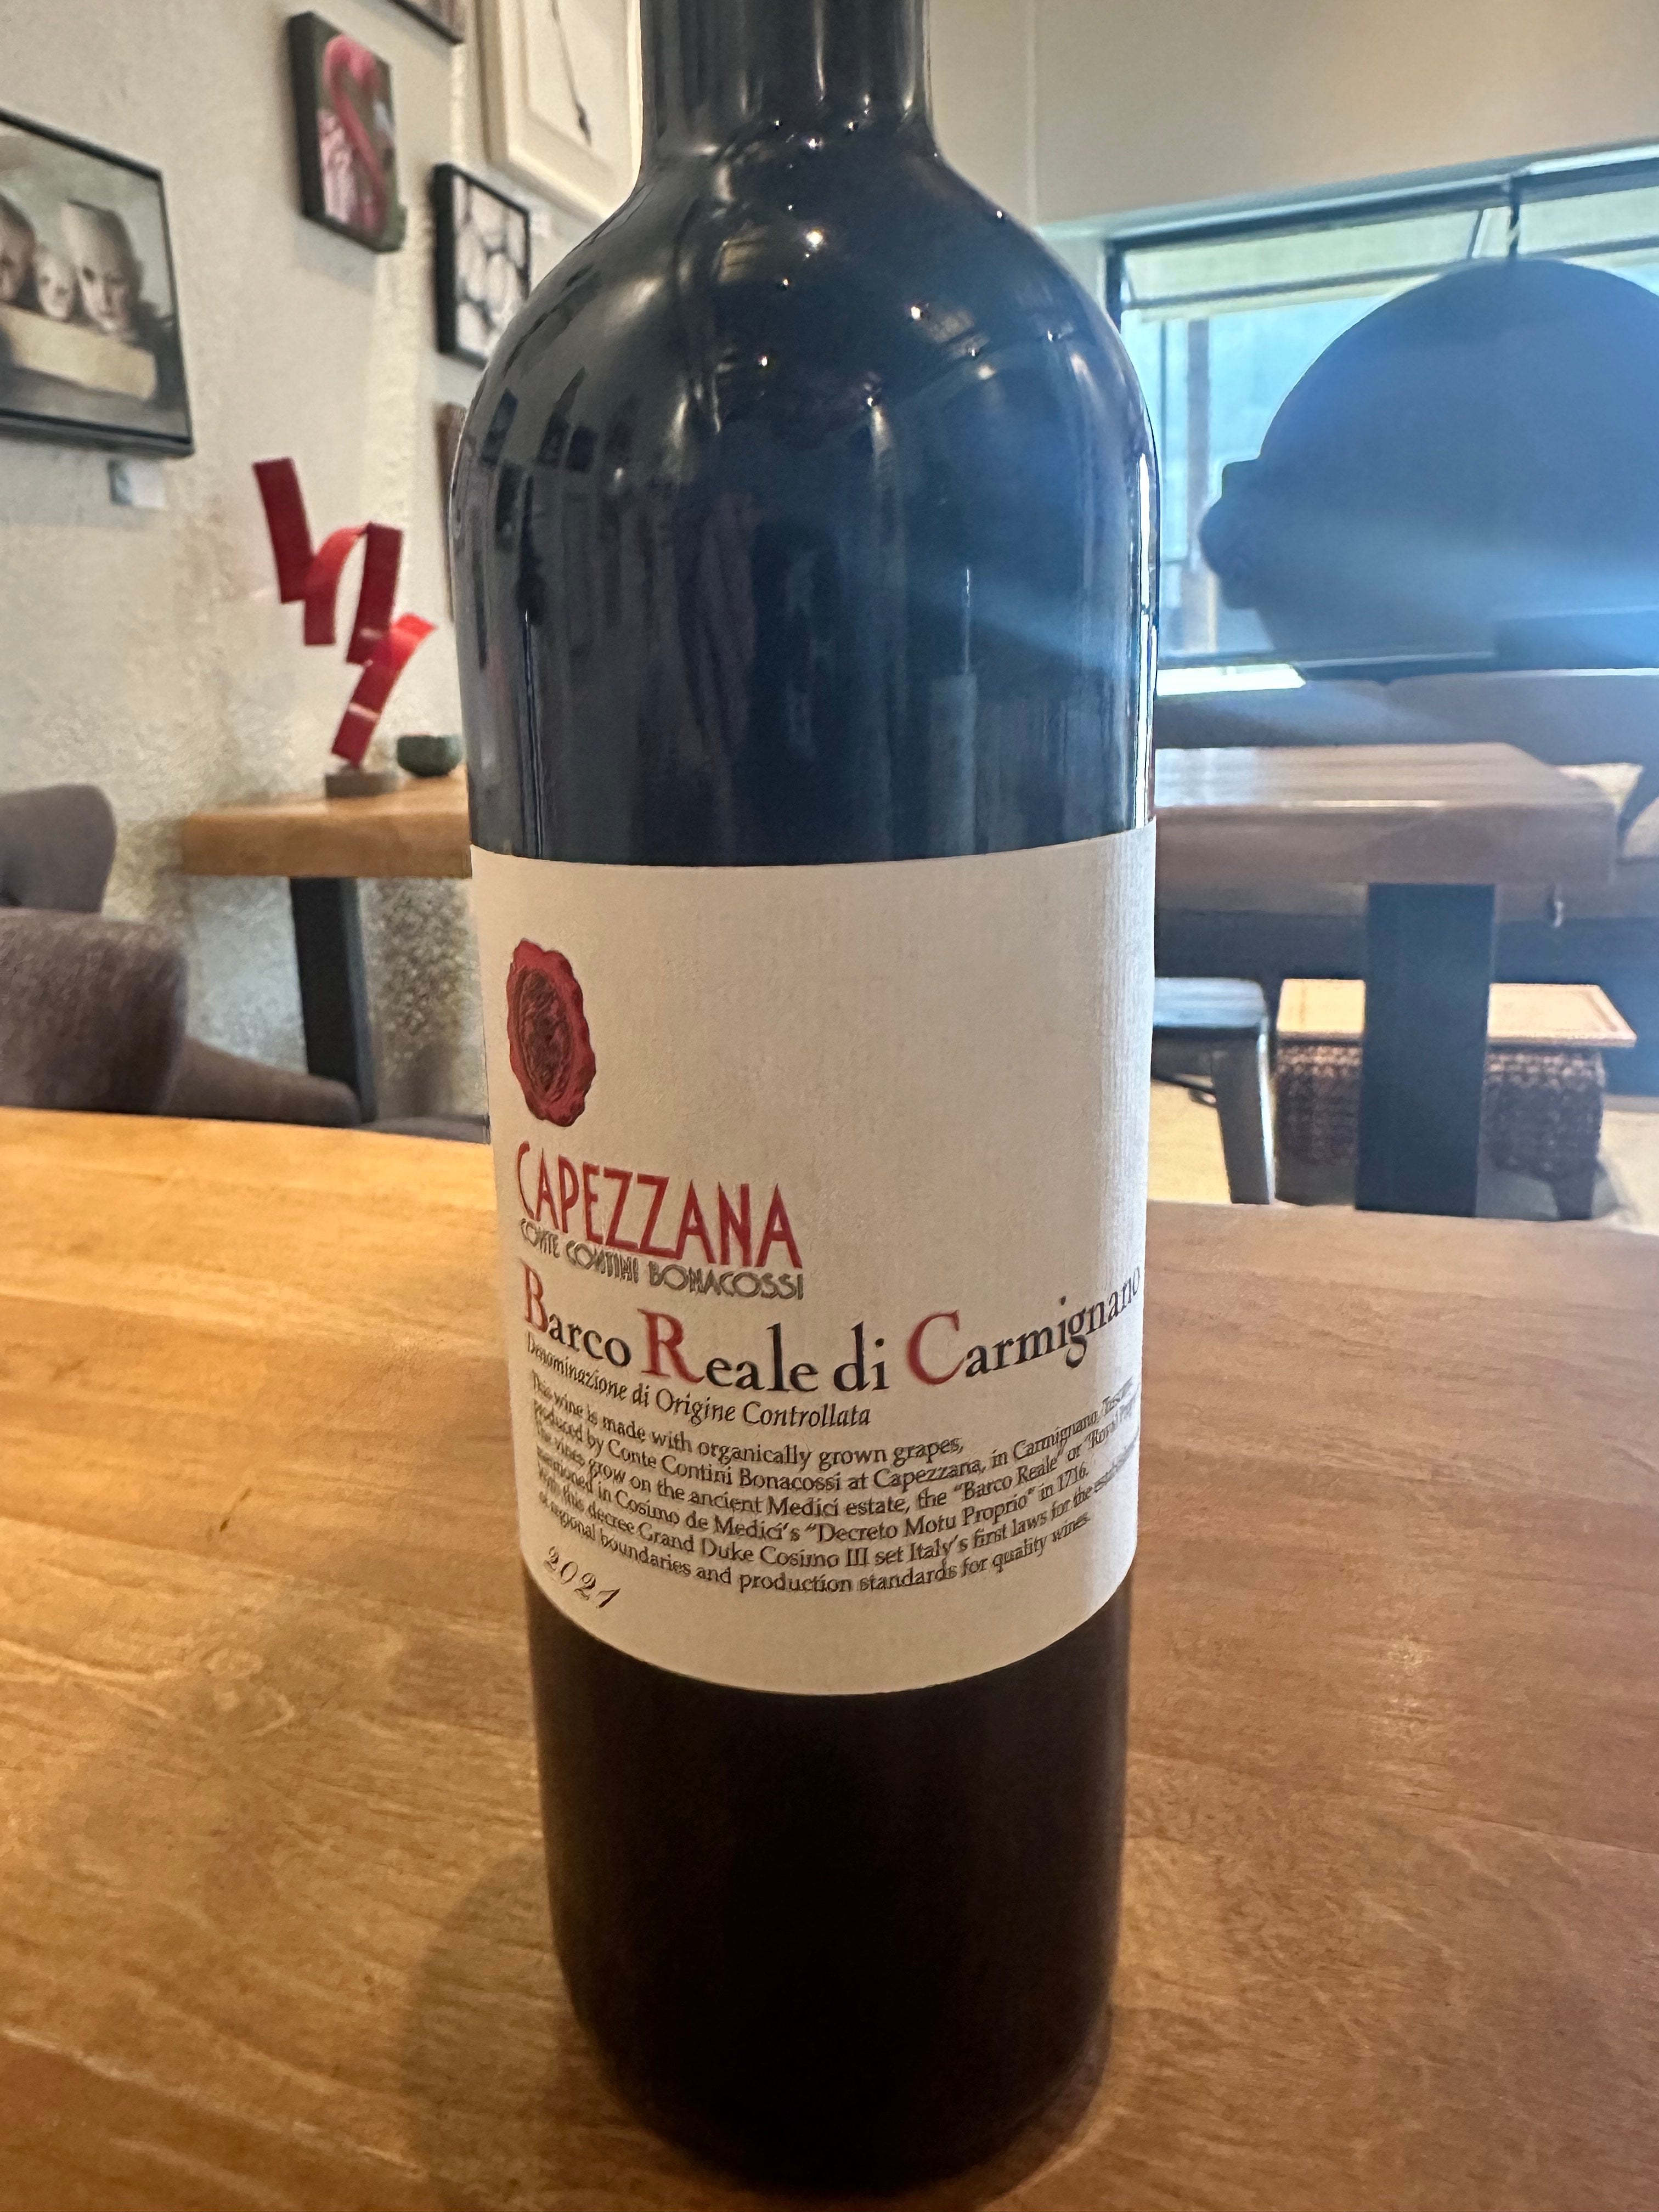 CAPEZZANA
CONTE CONTINI BONACOSSI
Barco Reale di Carmignano
Denominazione di Origine Controllata
This wine is made with organically grown grapes,
produced by Conte Contini Bonacossi at Capezzana, in Carmignano, Tuscany.
The vines grow on the ancient Medici estate, the "Barco Reale" or "Royal
mentioned in Cosimo de Medici's "Decreto Motu Proprio" in 1716.
With this decree Grand Duke Cosimo III set Italy's first laws for the
of regional boundaries and production standards for quality wines.
2021